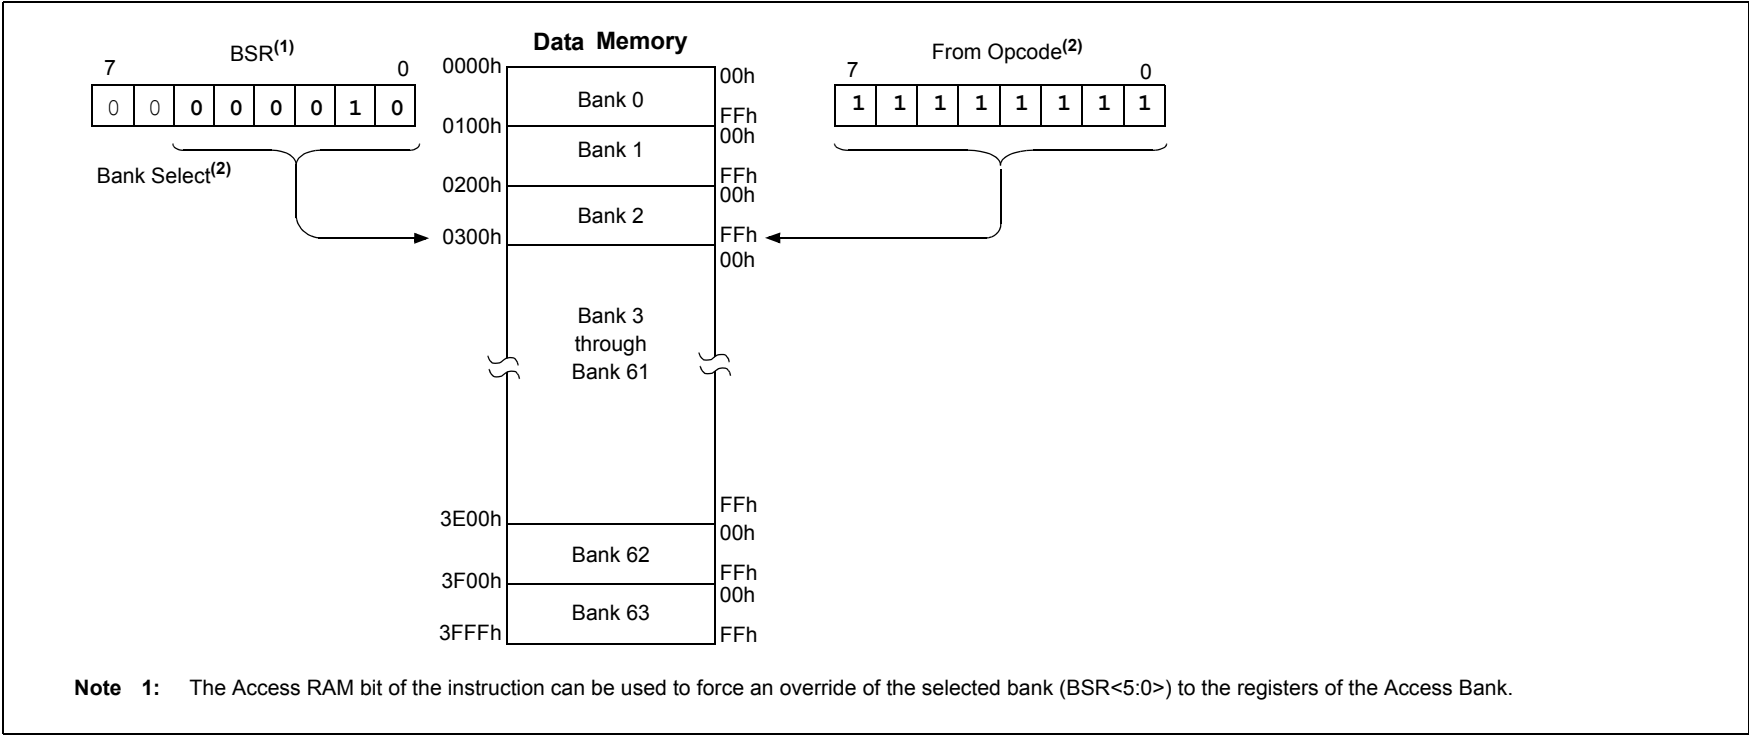 Data Memory
BSR(1)
7 0
0 0 0 0 0 0 1 0
Bank Select(2)
From Opcode(2)
7 0
1 1 1 1 1 1 1 1
0000h
Bank 0
00h
FFh
0100h
Bank 1
00h
FFh
0200h
Bank 2
00h
FFh
0300h
00h
Bank 3
through
Bank 61
FFh
3E00h
00h
Bank 62
FFh
3F00h
00h
Bank 63
3FFFh
FFh
Note 1: The Access RAM bit of the instruction can be used to force an override of the selected bank (BSR<5:0>) to the registers of the Access Bank.